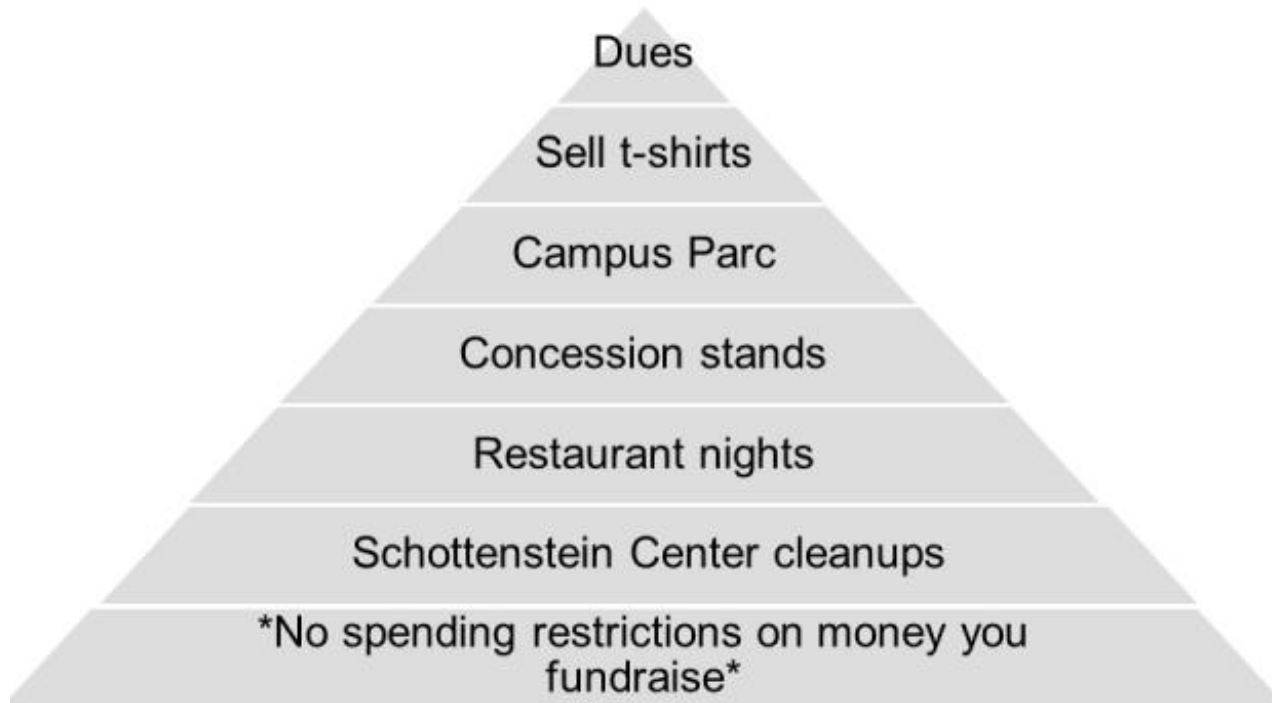 Dues
Sell t-shirts
Campus Parc
Concession stands
Restaurant nights
Schottenstein Center cleanups
*No spending restrictions on money you
fundraise*